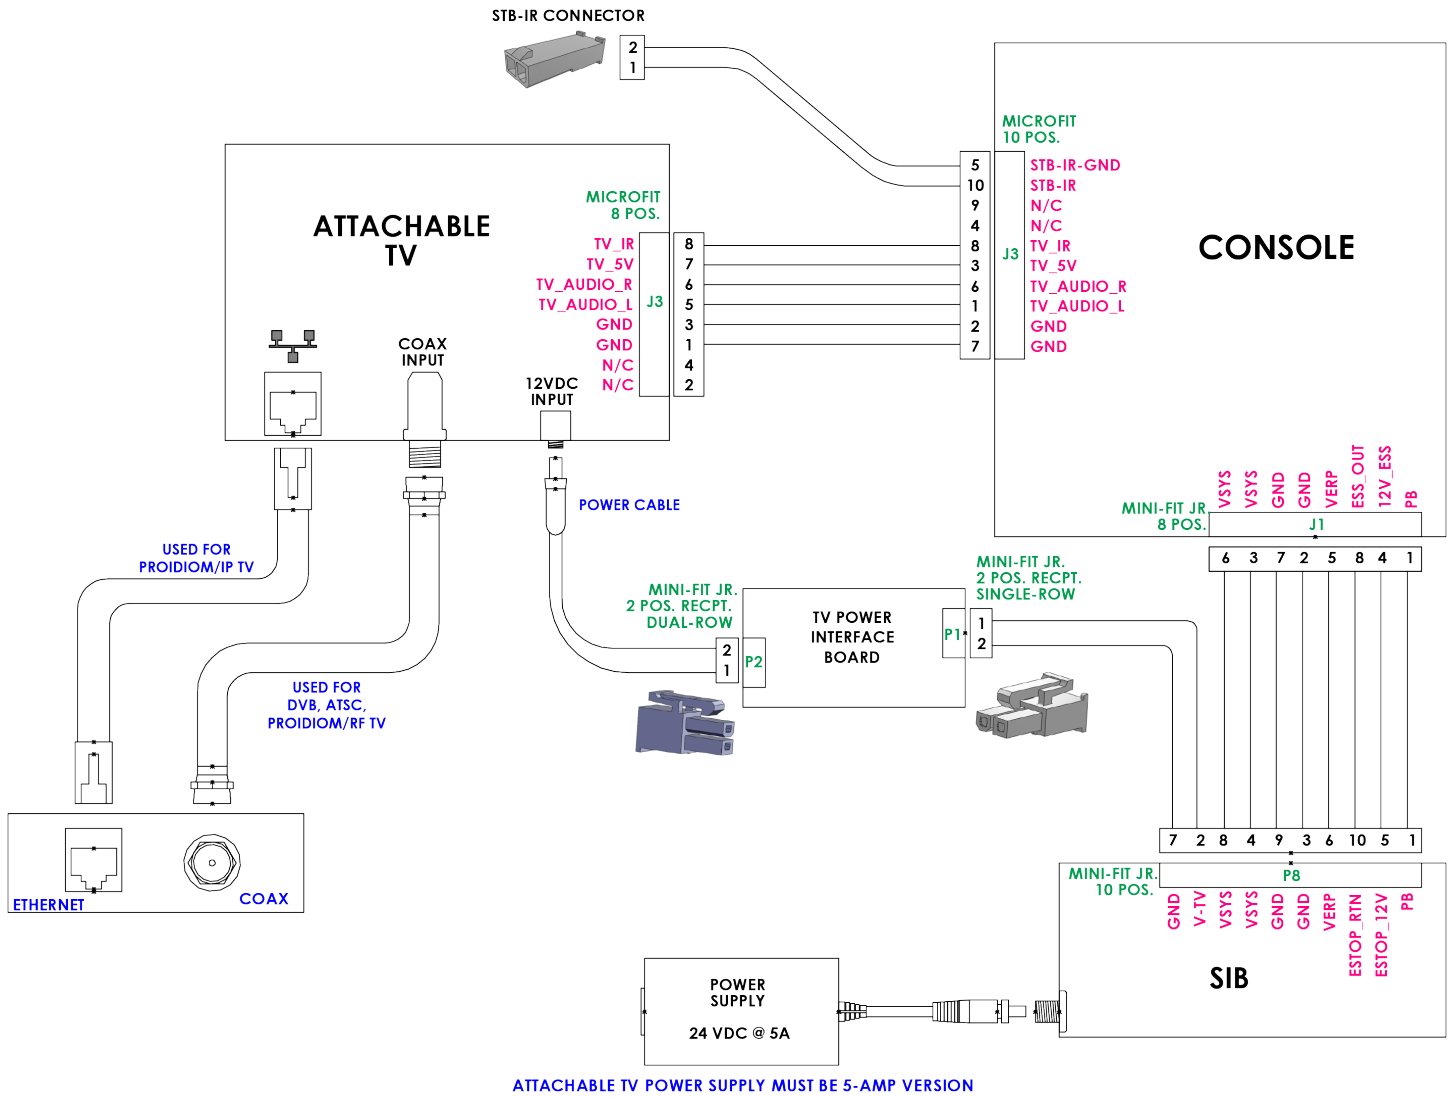 STB-IR CONNECTOR
2
1
MICROFIT
10 POS.
5 STB-IR-GND
10 STB-IR
9 N/C
4 N/C
8 TV_IR
3 TV_5V
6 TV_AUDIO_R
1 TV_AUDIO_L
2 GND
7 GND
J3
CONSOLE
ATTACHABLE
TV
MICROFIT
8 POS.
TV_IR 8
TV_5V 7
TV_AUDIO_R 6
TV_AUDIO_L 5
GND 3
GND 1
N/C 4
N/C 2
J3
COAX
INPUT
12VDC
INPUT
POWER CABLE
USED FOR
PROIDIOM/IP TV
USED FOR
DVB, ATSC,
PROIDIOM/RF TV
ETHERNET
COAX
MINI-FIT JR.
2 POS. RECPT.
DUAL-ROW
2
1
P2
TV POWER
INTERFACE
BOARD
P1
MINI-FIT JR.
2 POS. RECPT.
SINGLE-ROW
1
2
VSYS
VSYS
GND
GND
VERP
ESS_OUT
12V_ESS
PB
MINI-FIT JR.
8 POS.
J1
6 3 7 2 5 8 4 1
7 2 8 4 9 3 6 10 5 1
MINI-FIT JR.
10 POS.
P8
GND
V-TV
VSYS
VSYS
GND
GND
VERP
ESTOP_RTN
ESTOP_12V
PB
SIB
POWER
SUPPLY
24 VDC @ 5A
ATTACHABLE TV POWER SUPPLY MUST BE 5-AMP VERSION